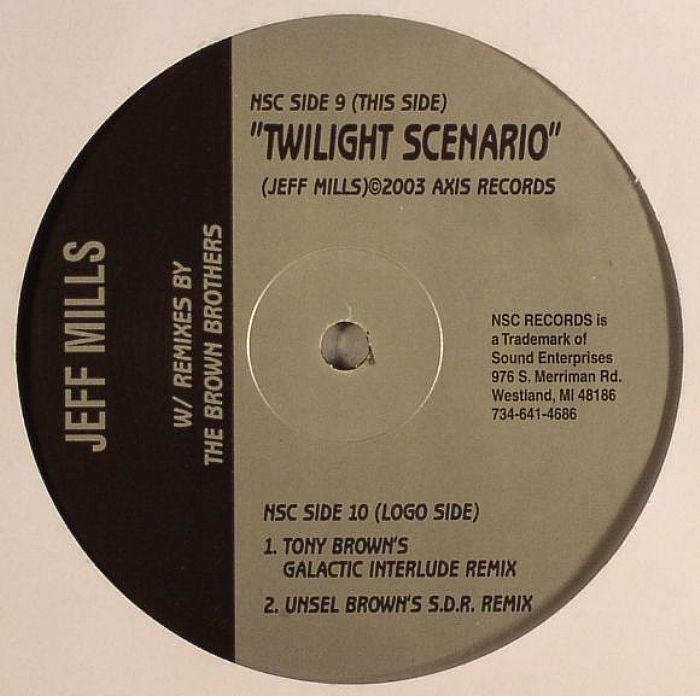 NSC SIDE 9 (THIS SIDE)
"TWILIGHT SCENARIO"
(JEFF MILLS)©2003 AXIS RECORDS
JEFF MILLS
W/ REMIXES BY
THE BROWN BROTHERS
NSC RECORDS is
a Trademark of
Sound Enterprises
976 S. Merriman Rd.
Westland, MI 48186
734-641-4686
NSC SIDE 10 (LOGO SIDE)
1. TONY BROWN'S
GALACTIC INTERLUDE REMIX
2. UNSEL BROWN'S S.D.R. REMIX